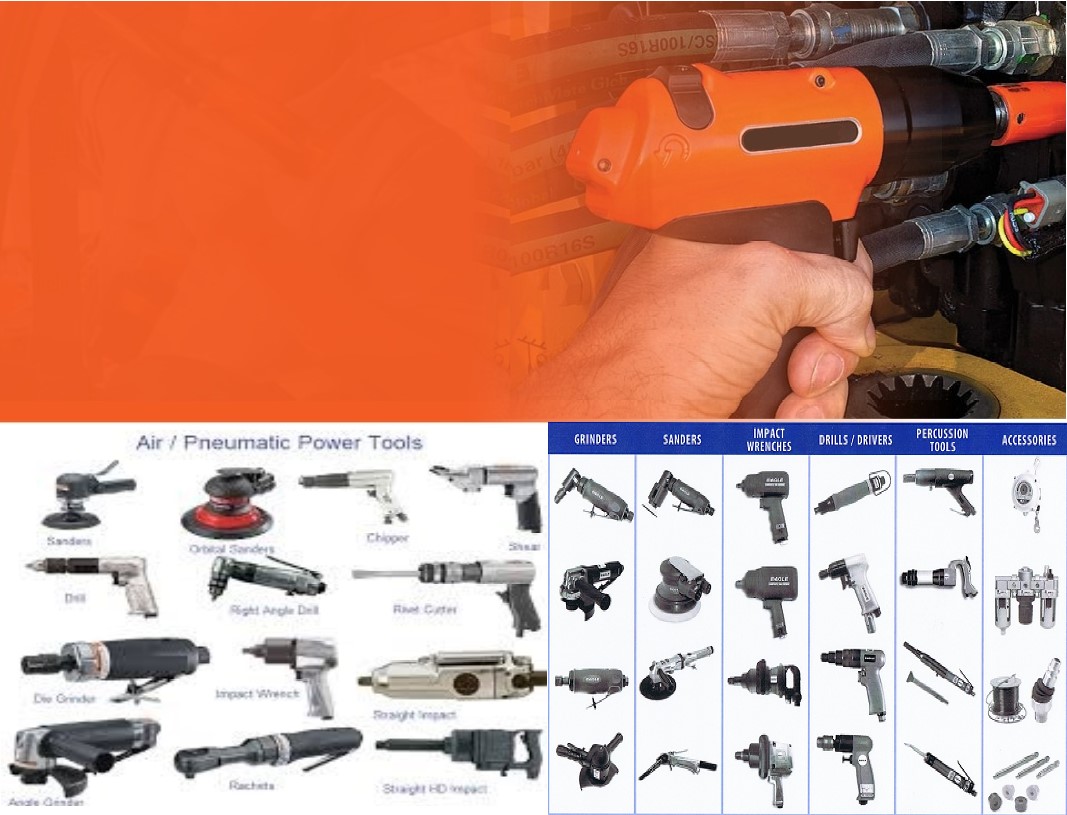 SC/100R16S
100R16S
Air / Pneumatic Power Tools
Sanders
Orbital Sanders
Chipper
Shear
Drill
Right Angle Drill
Rivet Cutter
Die Grinder
Impact Wrench
Straight Impact
Angle Grinder
Rachets
Straight HD Impact
GRINDERS
SANDERS
IMPACT
WRENCHES
DRILLS / DRIVERS
PERCUSSION
TOOLS
ACCESSORIES
EAGLE
EAGLE